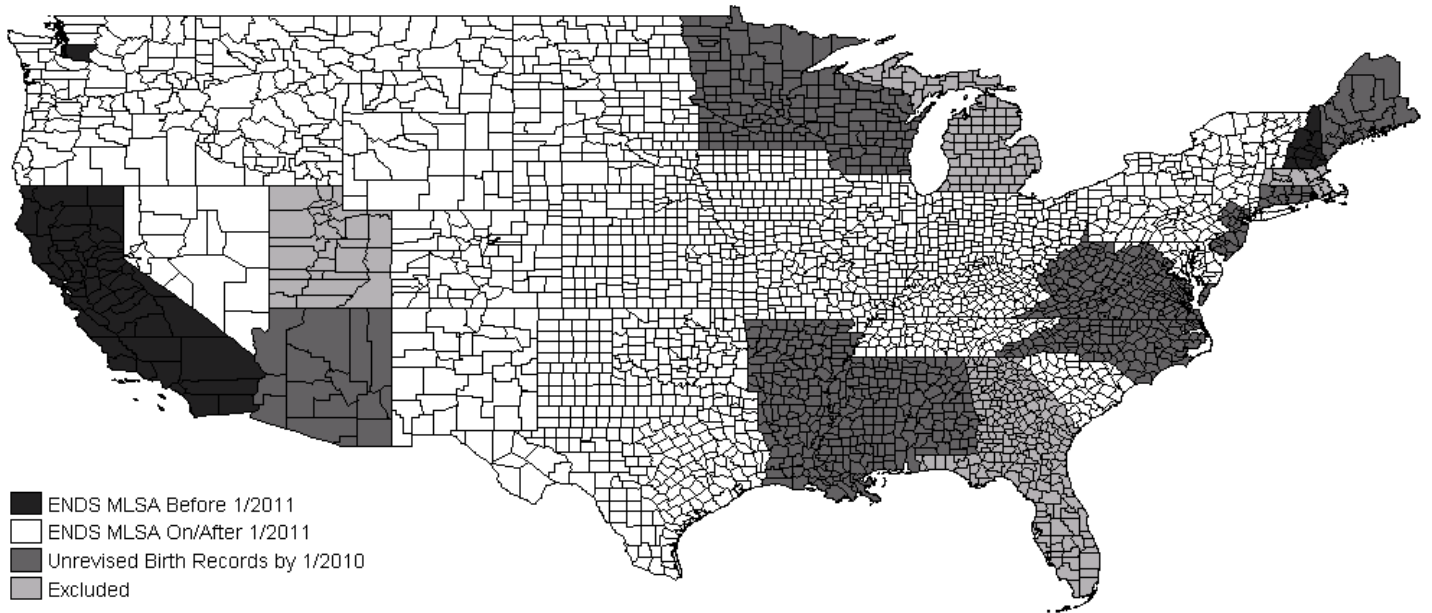 ENDS MLSA Before 1/2011
ENDS MLSA On/After 1/2011
Unrevised Birth Records by 1/2010
Excluded